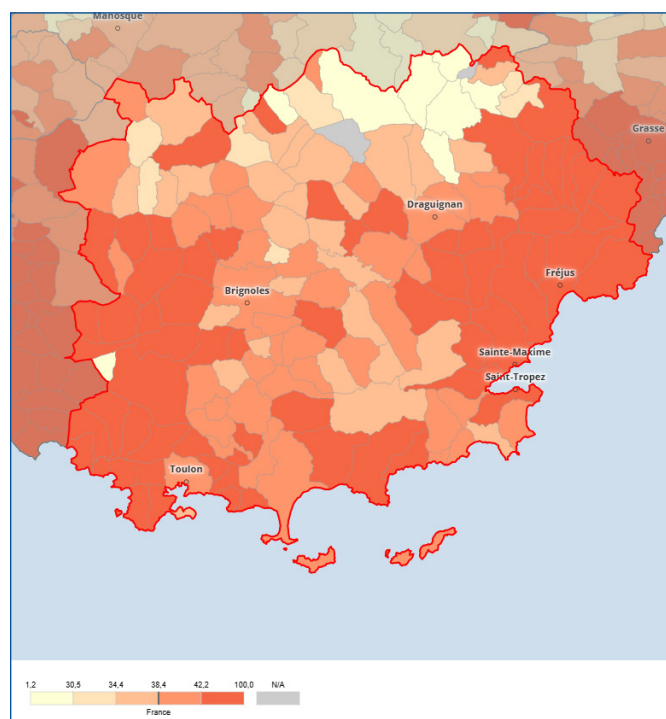 Manosque
Grasse
Draguignan
Fréjus
Brignoles
Sainte-Maxime
Saint-Tropez
Toulon
1,2 30,5 34,4 38,4 42,2 100,0 N/A
France